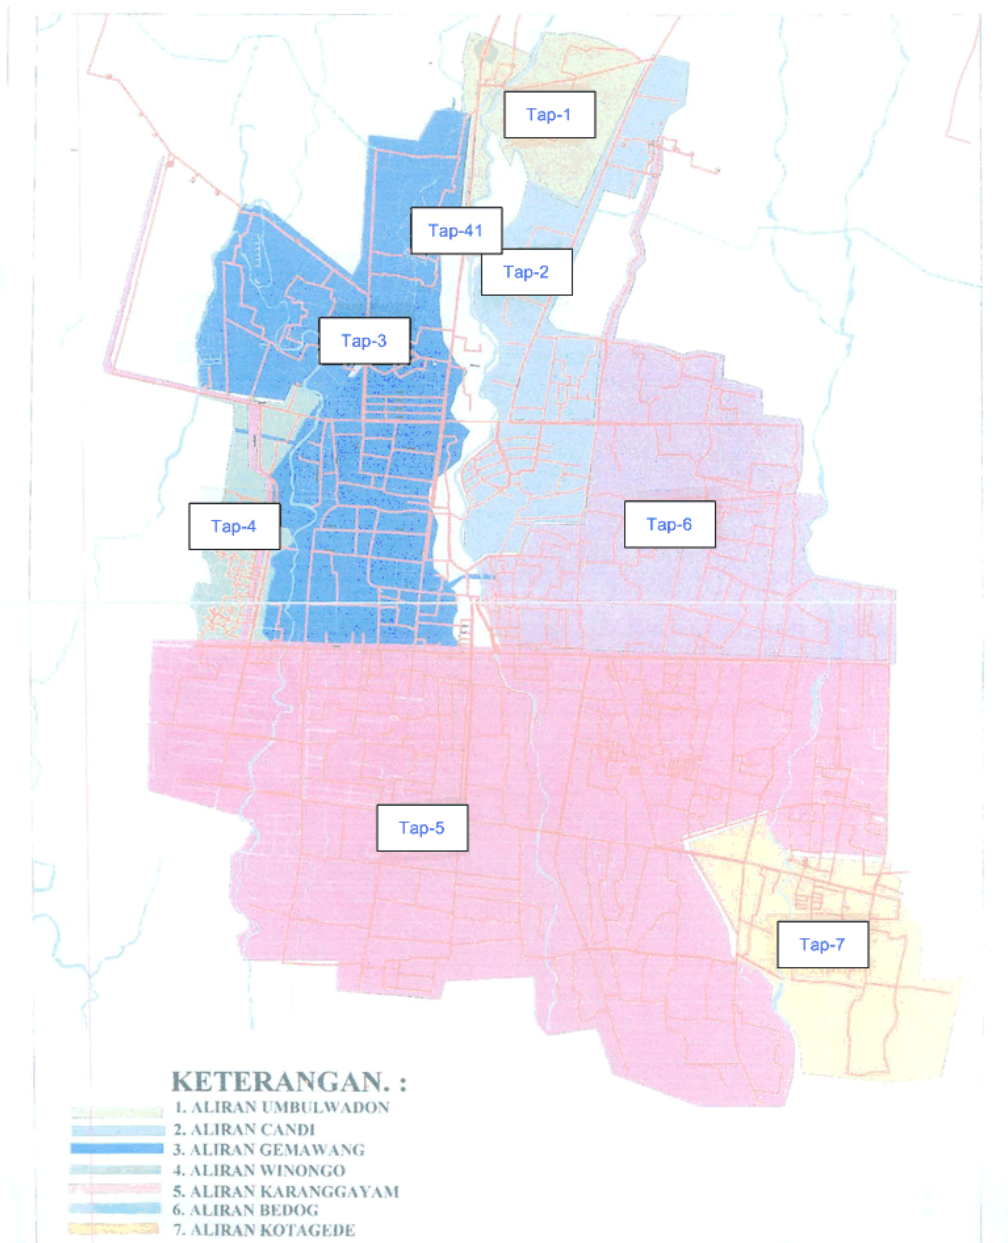 Tap-1
Tap-41
Tap-2
Tap-3
Tap-4
Tap-6
Tap-5
Tap-7
KETERANGAN. :
1. ALIRAN UMBULWADON
2. ALIRAN CANDI
3. ALIRAN GEMAWANG
4. ALIRAN WINONGO
5. ALIRAN KARANGGAYAM
6. ALIRAN BEDOG
7. ALIRAN KOTAGEDE